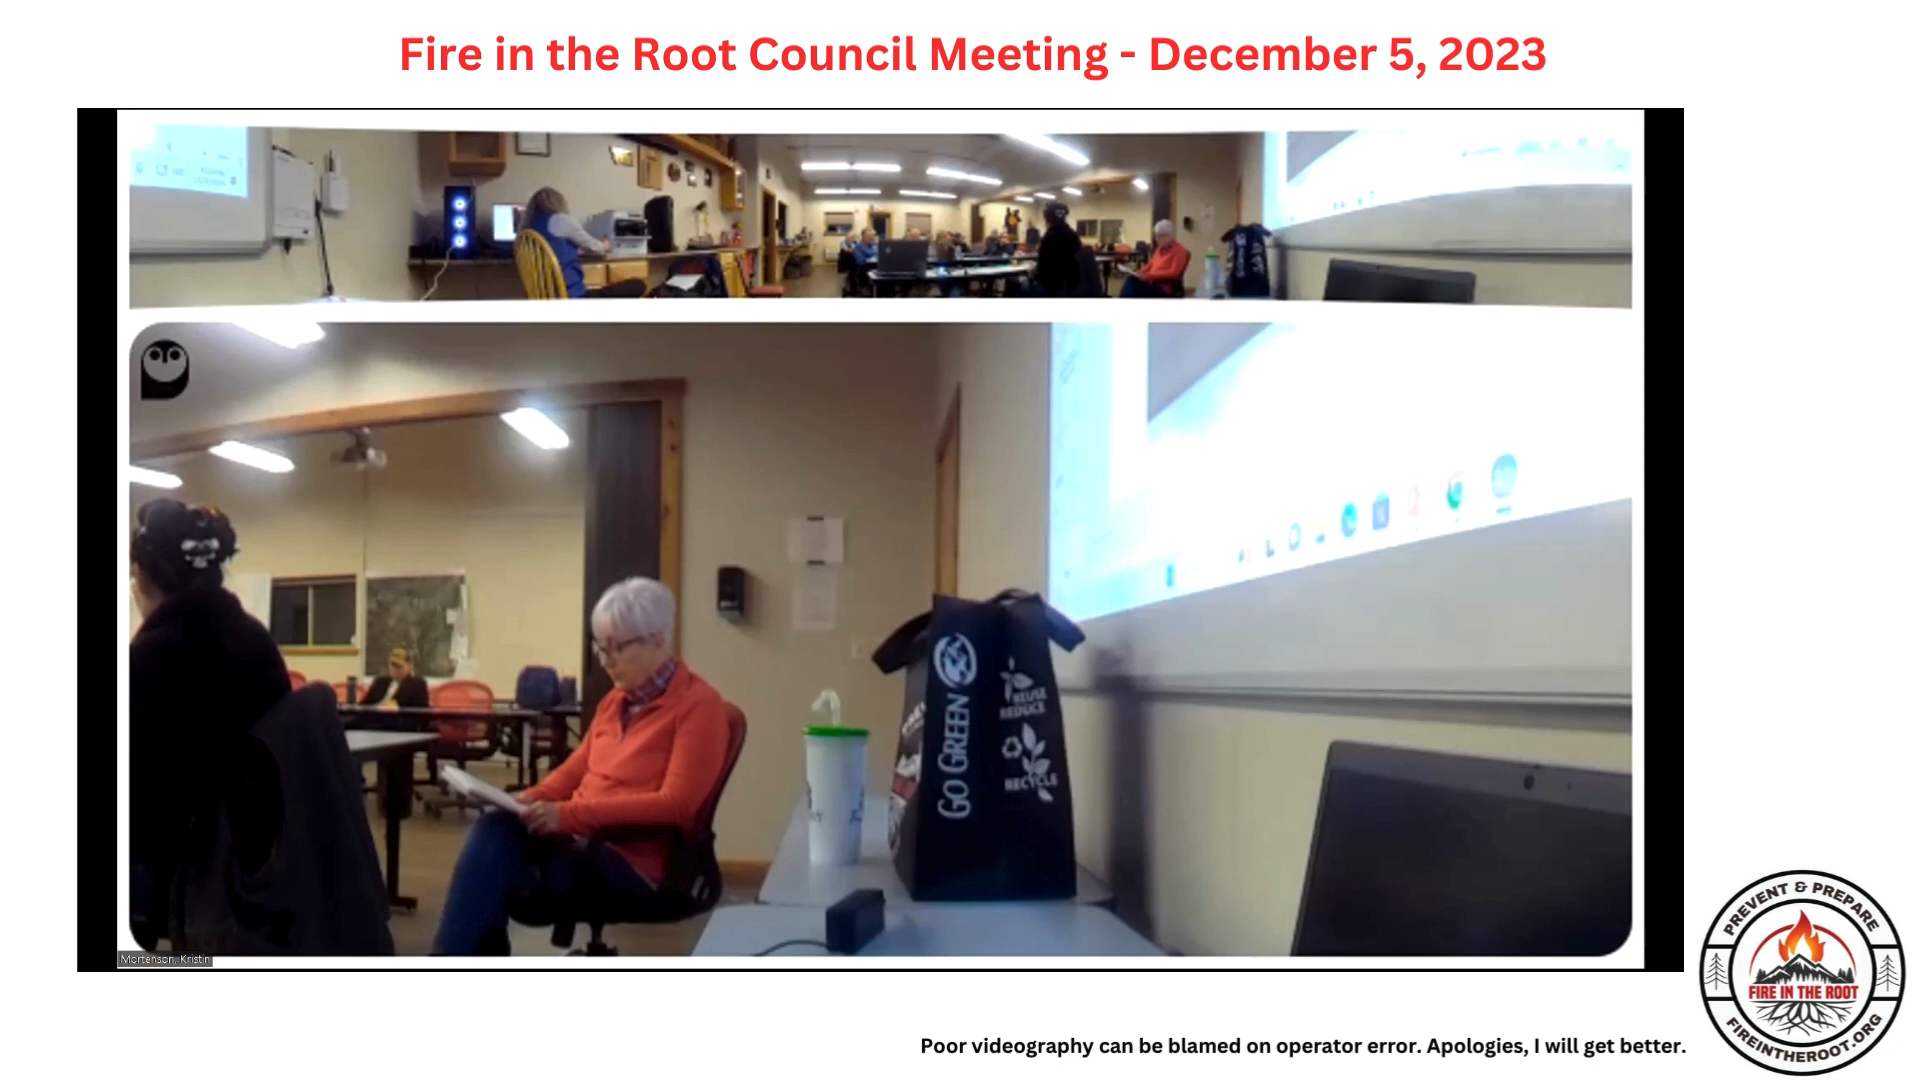 Fire in the Root Council Meeting - December 5, 2023
GO GREEN
REUSE
REDUCE
RECYCLE
Mortenson, Kristin
PREVENT & PREPARE
FIRE IN THE ROOT
FIREINTHEROOT.ORG
Poor videography can be blamed on operator error. Apologies, I will get better.